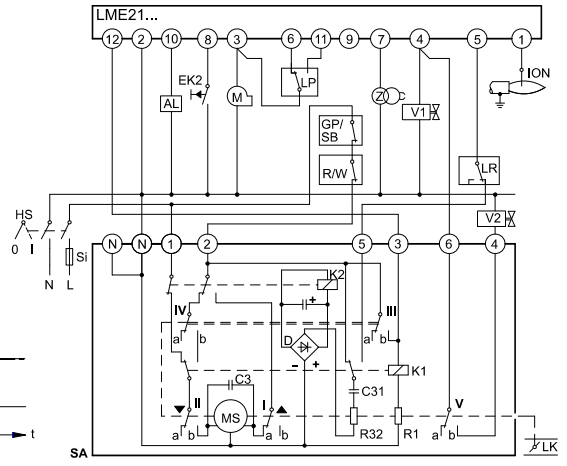 LME21...
12 2 10 8 3 6 11 9 7 4 5 1
EK2 LP ION
AL M Z C V1
GP/
SB
R/W LR
HS V2
0 I Si
N N 1 2 5 3 6 4
N L
K2
IV + III
a b D a b
K1
- +
C3 C31
II I V
a b MS a b R32 R1 a b
t LK
SA